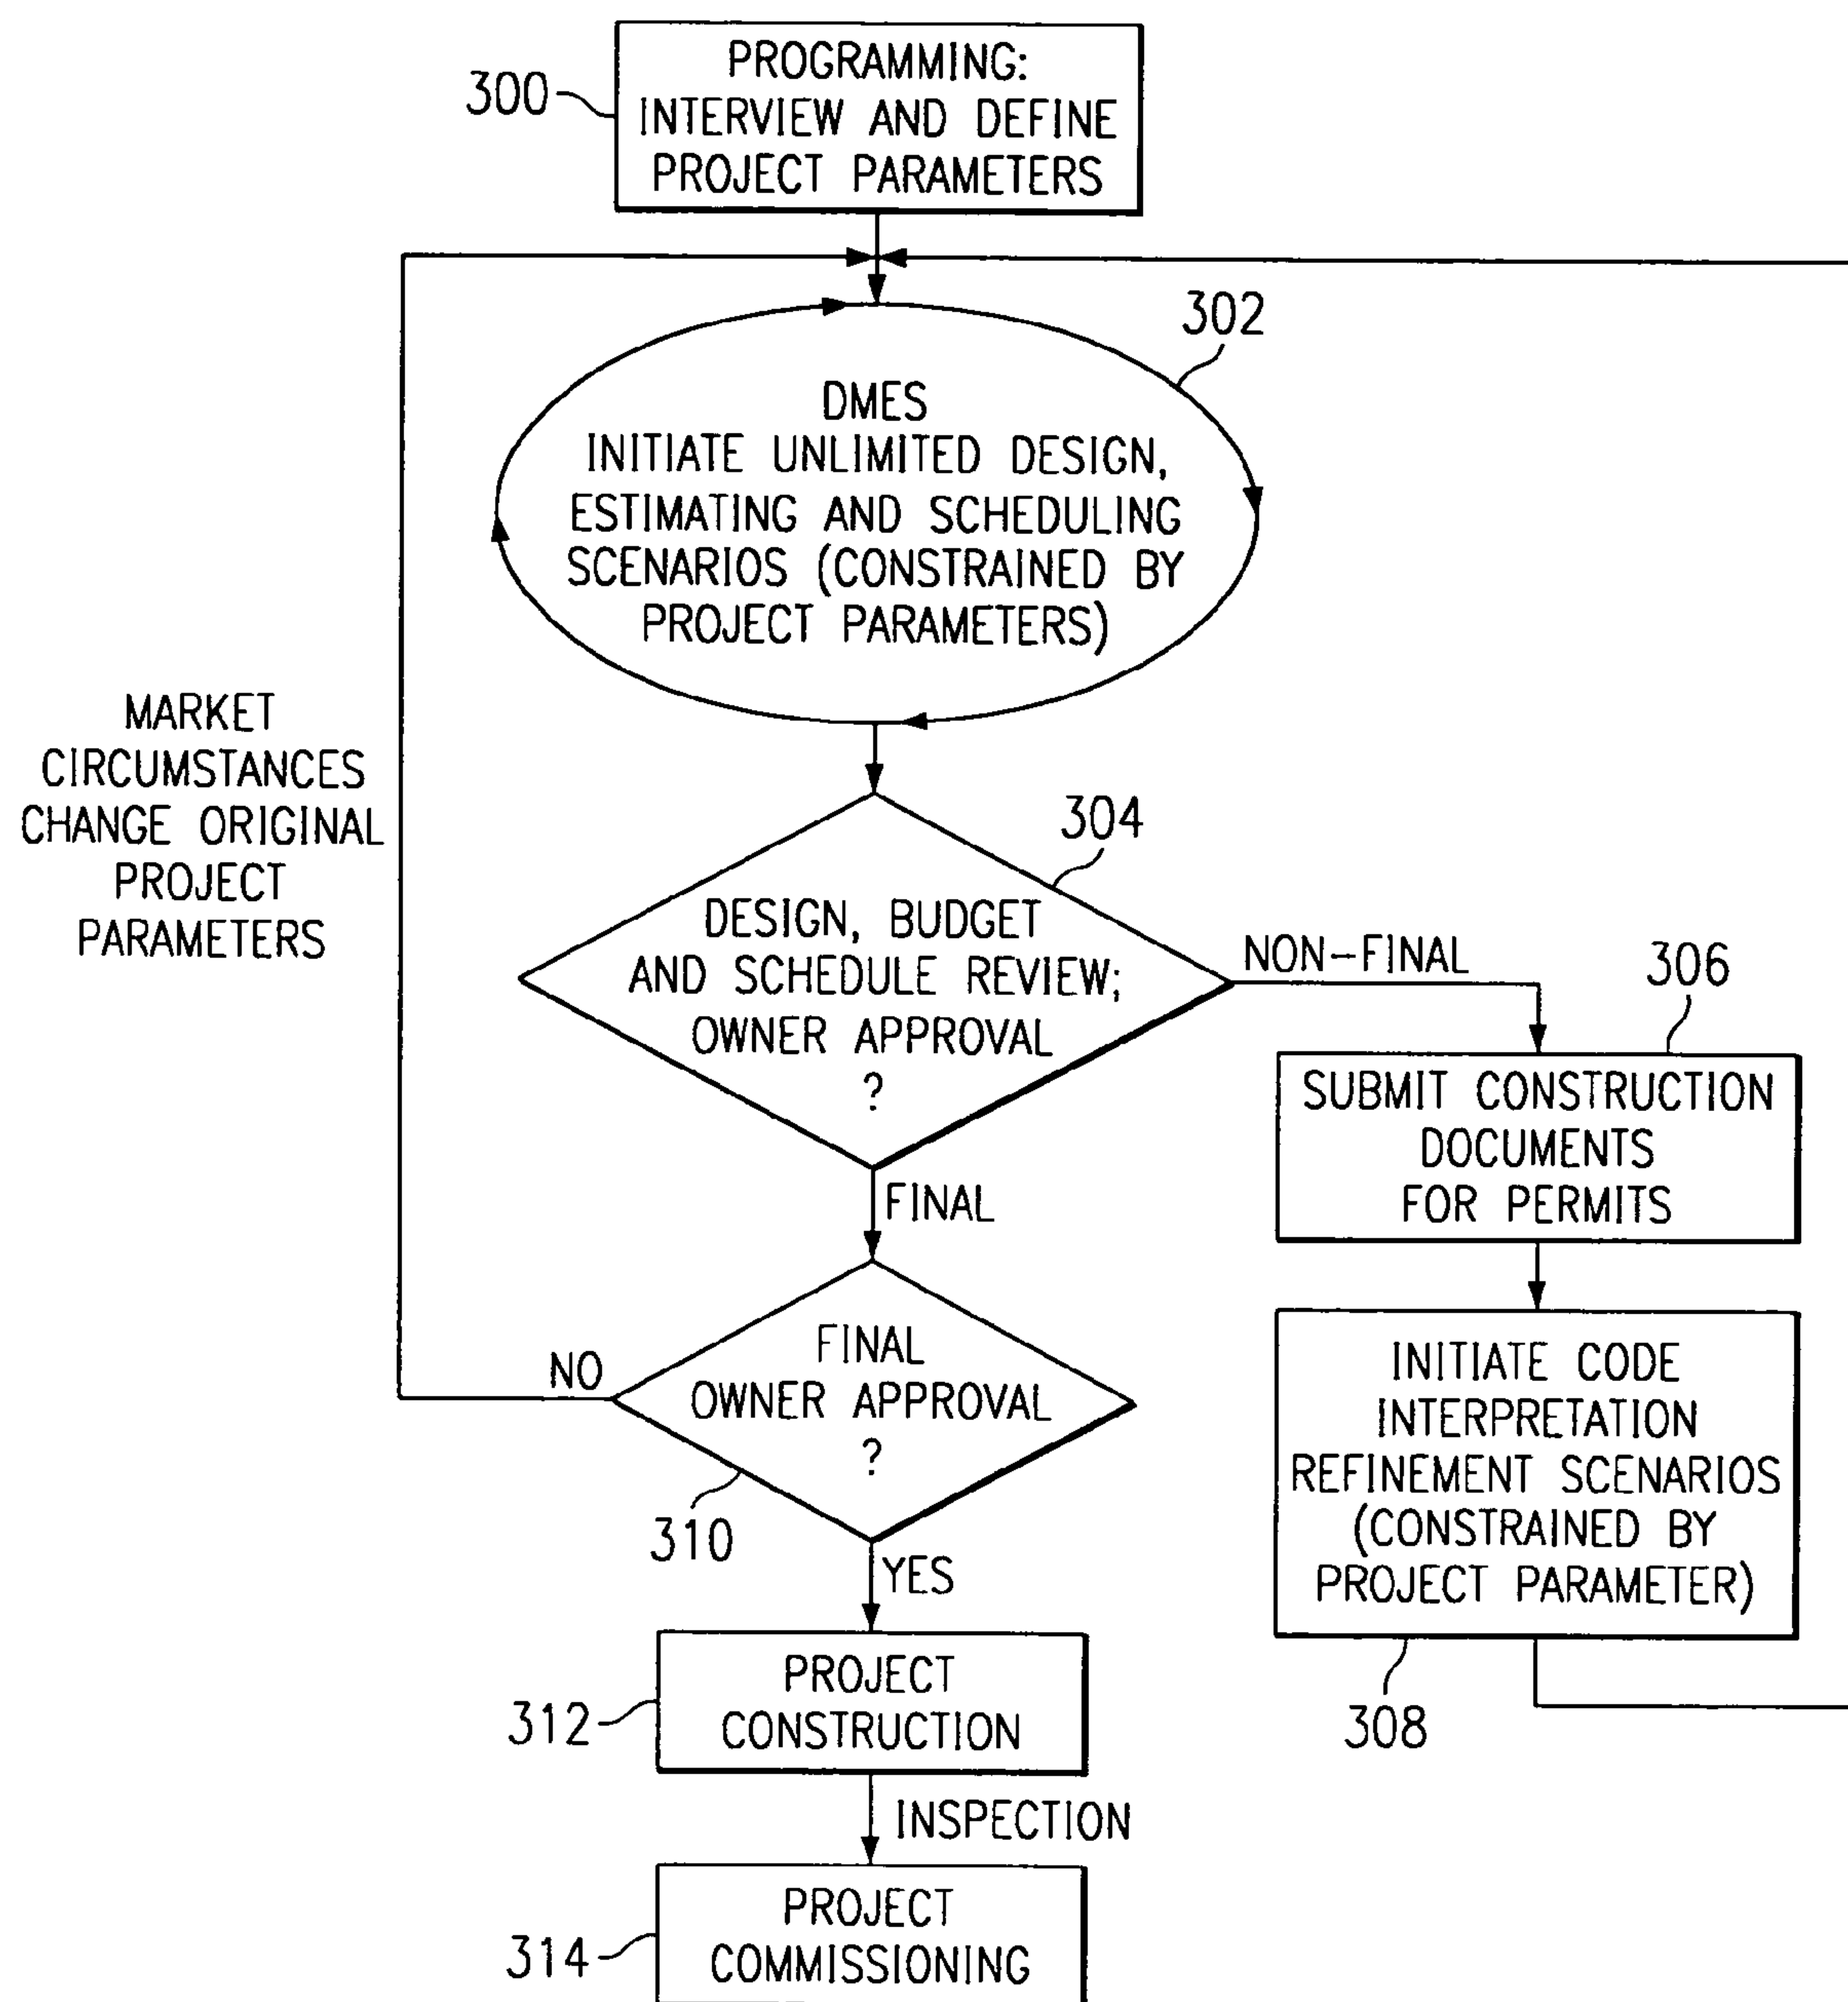 300
PROGRAMMING:
INTERVIEW AND DEFINE
PROJECT PARAMETERS
302
DMES
INITIATE UNLIMITED DESIGN,
ESTIMATING AND SCHEDULING
SCENARIOS (CONSTRAINED BY
PROJECT PARAMETERS)
MARKET
CIRCUMSTANCES
CHANGE ORIGINAL
PROJECT
PARAMETERS
304
DESIGN, BUDGET
AND SCHEDULE REVIEW;
OWNER APPROVAL
?
NON-FINAL
306
SUBMIT CONSTRUCTION
DOCUMENTS
FOR PERMITS
FINAL
INITIATE CODE
INTERPRETATION
REFINEMENT SCENARIOS
(CONSTRAINED BY
PROJECT PARAMETER)
308
NO
FINAL
OWNER APPROVAL
?
310
YES
312
PROJECT
CONSTRUCTION
INSPECTION
314
PROJECT
COMMISSIONING